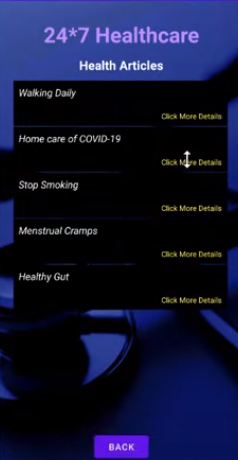 24*7 Healthcare
Health Articles
Walking Daily
Click More Details
Home care of COVID-19
Click More Details
Stop Smoking
Click More Details
Menstrual Cramps
Click More Details
Healthy Gut
Click More Details
BACK